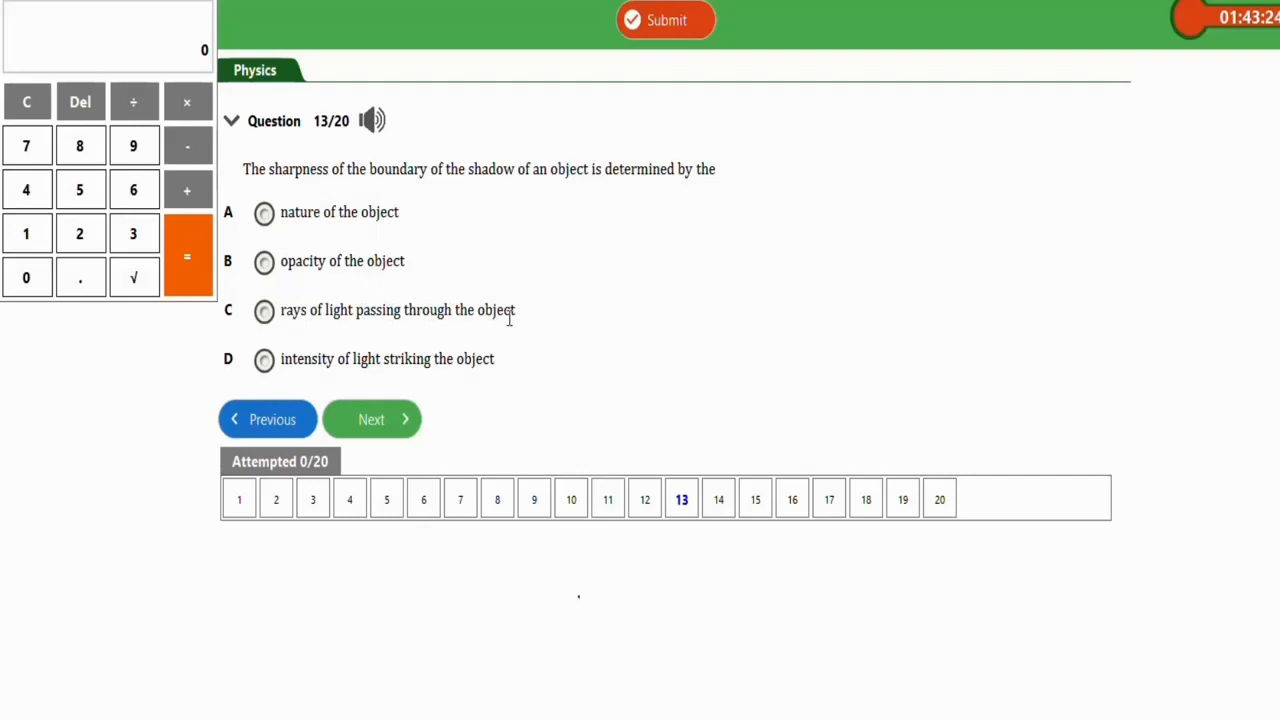 0
Submit
01:43:24
C Del ÷ ×
7 8 9 -
4 5 6 +
1 2 3 =
0 . √
Physics
Question 13/20
The sharpness of the boundary of the shadow of an object is determined by the
A nature of the object
B opacity of the object
C rays of light passing through the object
D intensity of light striking the object
Previous Next
Attempted 0/20
1 2 3 4 5 6 7 8 9 10 11 12 13 14 15 16 17 18 19 20